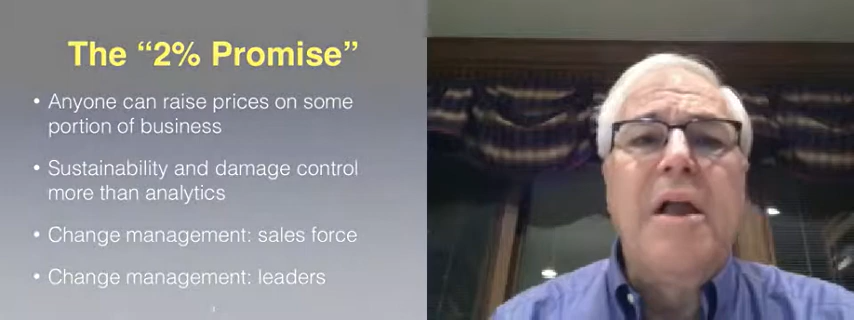 The “2% Promise”
• Anyone can raise prices on some
portion of business
• Sustainability and damage control
more than analytics
• Change management: sales force
• Change management: leaders